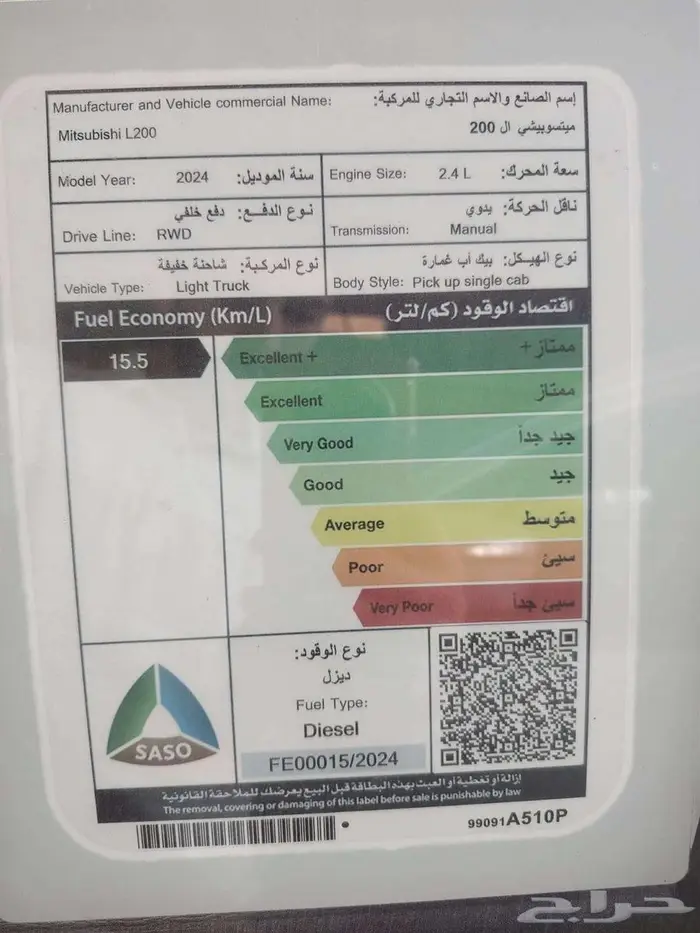 Manufacturer and Vehicle commercial Name: إسم الصانع والاسم التجاري للمركبة:
Mitsubishi L200 ميتسوبيشي ال 200
Model Year: 2024 سنة الموديل:
Engine Size: 2.4 L سعة المحرك:
نوع الدفـــع: دفع خلفي
Drive Line: RWD
ناقل الحركة: يدوي
Transmission: Manual
نوع المركبة: شاحنة خفيفة
Vehicle Type: Light Truck
نوع الهيكل: بيك أب غمارة
Body Style: Pick up single cab
Fuel Economy (Km/L) اقتصاد الوقود (كم/لتر)
15.5
Excellent + ممتاز +
Excellent ممتاز
Very Good جيد جداً
Good جيد
Average متوسط
Poor سيئ
Very Poor سيئ جداً
SASO
نوع الوقود:
ديزل
Fuel Type:
Diesel
FE00015/2024
إزالة أو تغطية أو العبث بهذه البطاقة قبل البيع يعرضك للملاحقة القانونية
The removal, covering or damaging of this label before sale is punishable by law
99091A510P
حراج